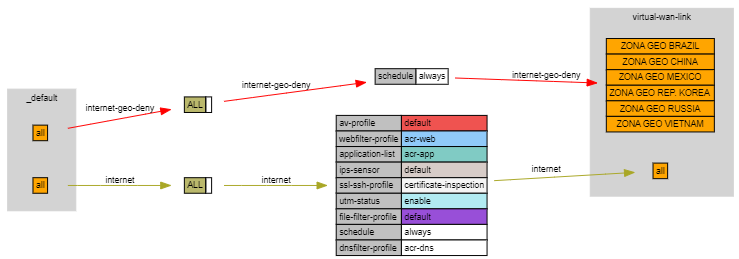 virtual-wan-link
_default
internet-geo-deny
internet-geo-deny
internet-geo-deny
schedule always
ZONA GEO BRAZIL
ZONA GEO CHINA
ZONA GEO MEXICO
ZONA GEO REP. KOREA
ZONA GEO RUSSIA
ZONA GEO VIETNAM
all
ALL
av-profile default
webfilter-profile acr-web
application-list acr-app
ips-sensor default
ssl-ssh-profile certificate-inspection
utm-status enable
file-filter-profile default
schedule always
dnsfilter-profile acr-dns
all
internet
ALL
internet
internet
all